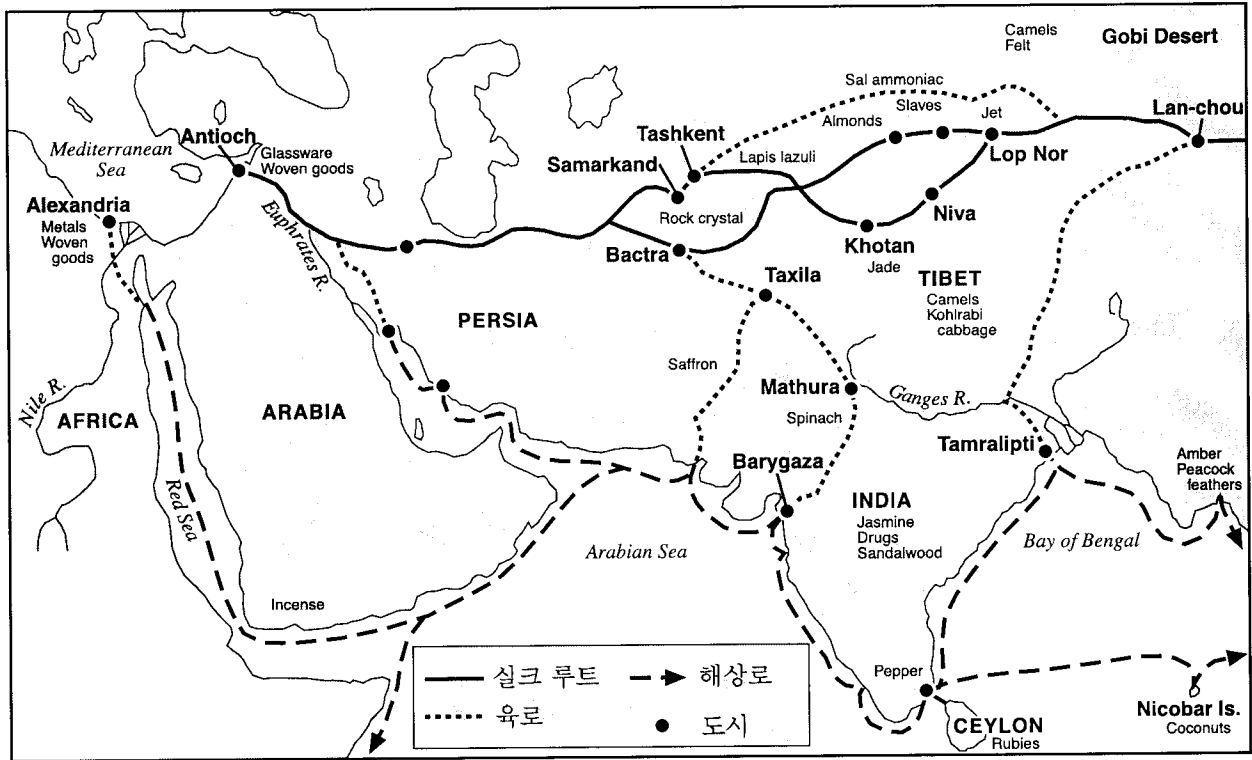 Camels
Felt
Gobi Desert
Sal ammoniac
Slaves
Almonds
Jet
Lan-chou
Tashkent
Antioch
Mediterranean
Sea
Glassware
Woven goods
Samarkand
Lapis lazuli
Lop Nor
Alexandria
Metals
Woven
goods
Rock crystal
Niva
Euphrates R.
Bactra
Khotan
Jade
Taxila
TIBET
Camels
Kohlrabi
cabbage
PERSIA
Saffron
Mathura
Spinach
Ganges R.
Nile R.
AFRICA
ARABIA
Tamralipti
Barygaza
Amber
Peacock
feathers
Red Sea
INDIA
Jasmine
Drugs
Sandalwood
Arabian Sea
Bay of Bengal
Incense
Pepper
실크 루트
해상로
육로
도시
CEYLON
Rubies
Nicobar Is.
Coconuts